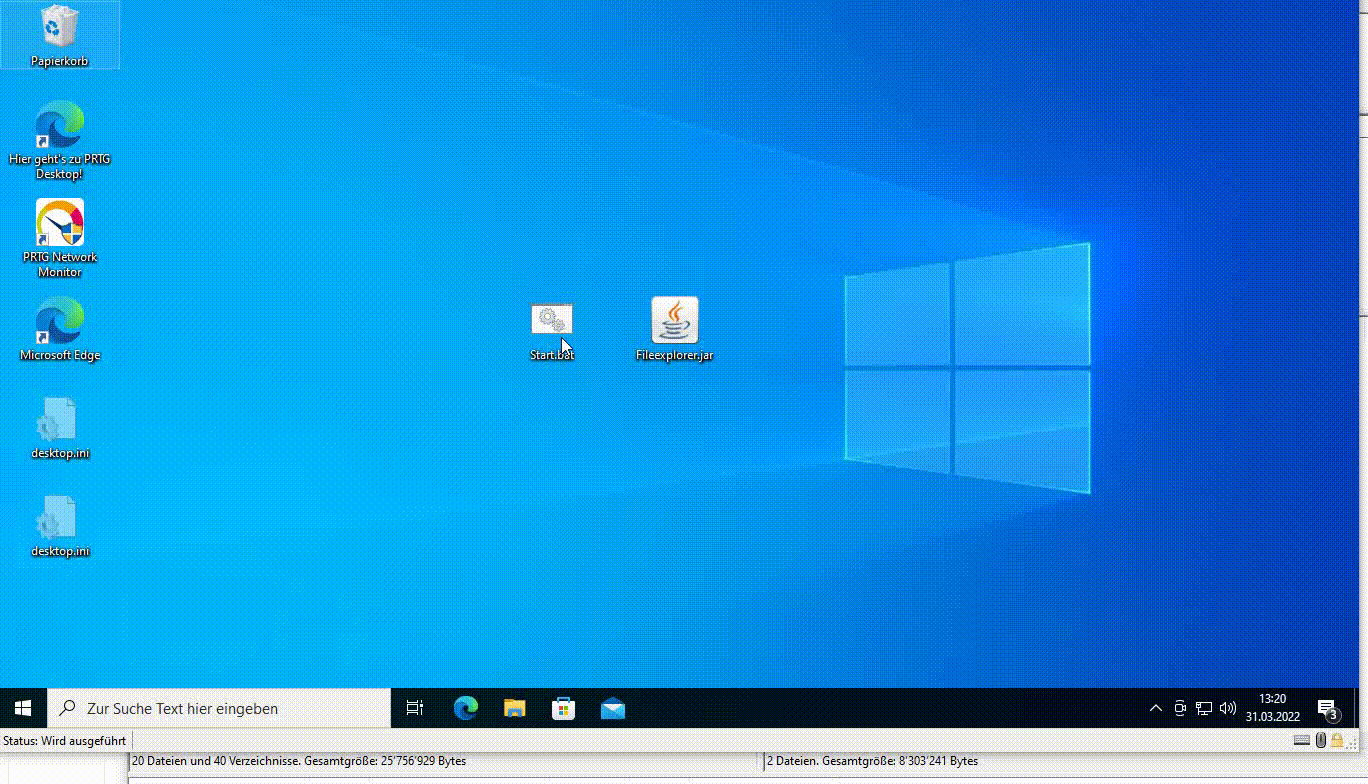 Papierkorb
Hier geht's zu PRTG
Desktop!
PRTG Network
Monitor
Microsoft Edge
desktop.ini
desktop.ini
Start.bat
Fileexplorer.jar
Zur Suche Text hier eingeben
13:20
31.03.2022
3
Status: Wird ausgeführt
20 Dateien und 40 Verzeichnisse. Gesamtgröße: 25'756'929 Bytes
2 Dateien. Gesamtgröße: 8'303'241 Bytes